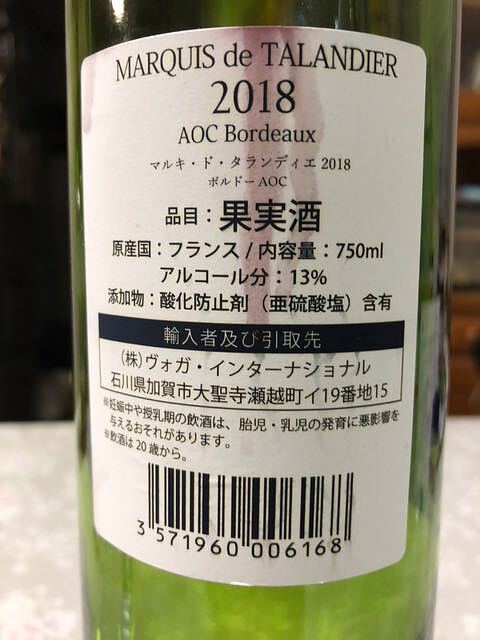 MARQUIS de TALANDIER
2018
AOC Bordeaux
マルキ・ド・タランディエ 2018
ボルドー AOC
品目：果実酒
原産国：フランス / 内容量：750ml
アルコール分：13%
添加物：酸化防止剤（亜硫酸塩）含有
輸入者及び引取先
(株)ヴォガ・インターナショナル
石川県加賀市大聖寺瀬越町イ19番地15
※妊娠中や授乳期の飲酒は、胎児・乳児の発育に悪影響を
与えるおそれがあります。
※飲酒は 20 歳から。
3 571960 006168